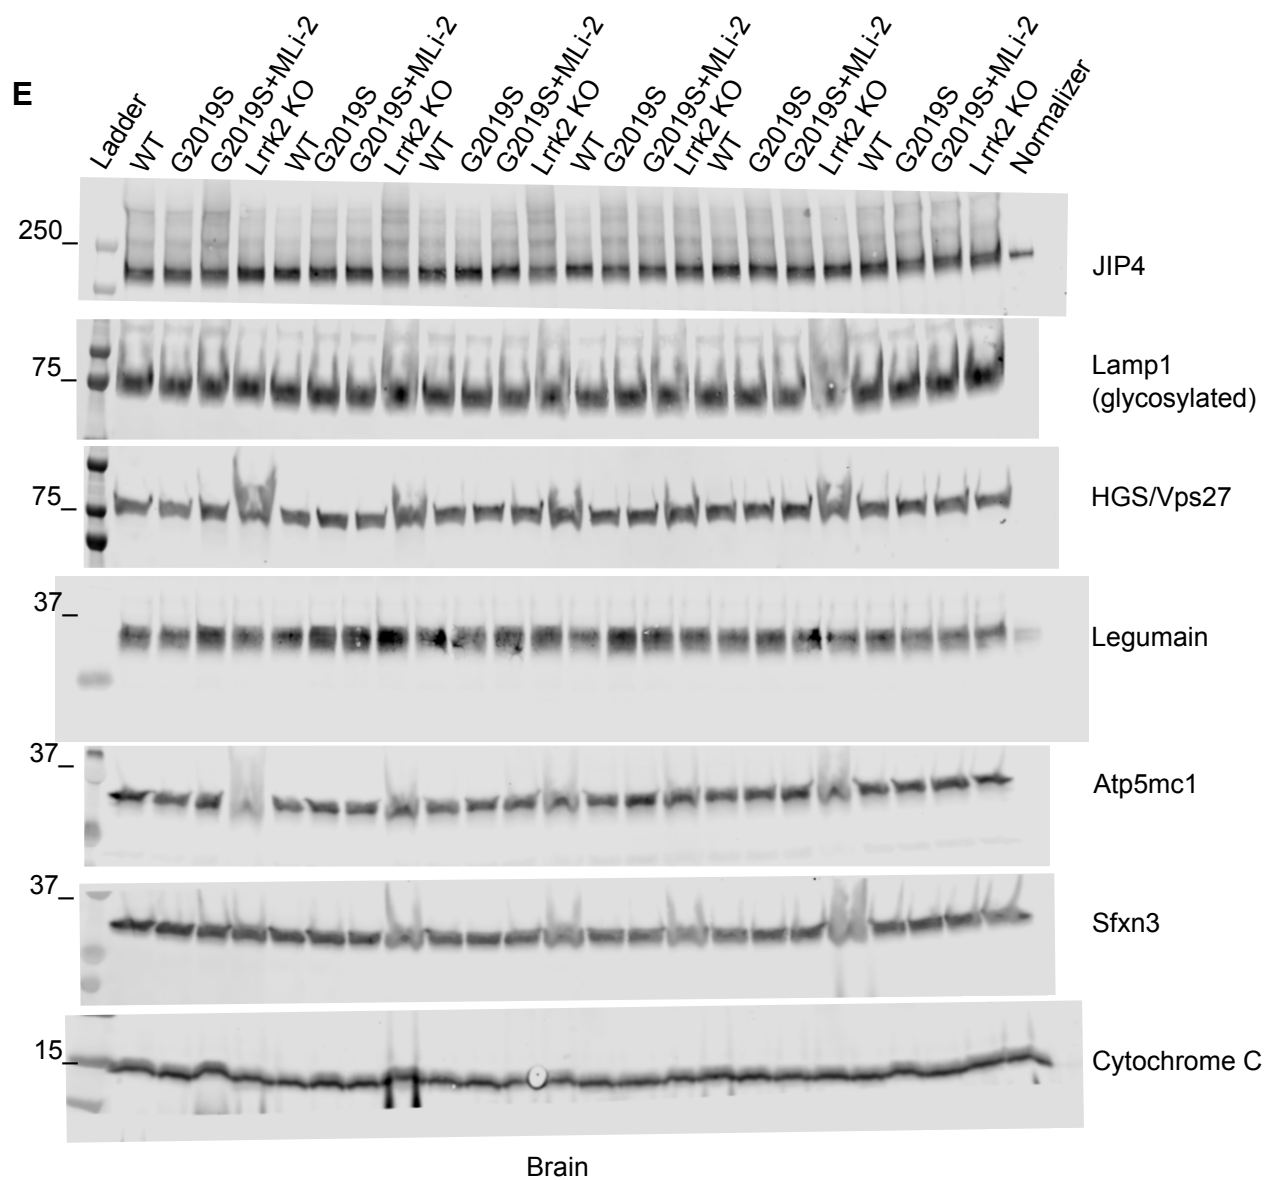 E
Ladder
WT
G2019S
G2019S+MLi-2
Lrrk2 KO
WT
G2019S
G2019S+MLi-2
Lrrk2 KO
WT
G2019S
G2019S+MLi-2
Lrrk2 KO
WT
G2019S
G2019S+MLi-2
Lrrk2 KO
WT
G2019S
G2019S+MLi-2
Lrrk2 KO
WT
G2019S
G2019S+MLi-2
Lrrk2 KO
Normalizer
250_
JIP4
75_
Lamp1
(glycosylated)
75_
HGS/Vps27
37_
Legumain
37_
Atp5mc1
37_
Sfxn3
15_
Cytochrome C
Brain